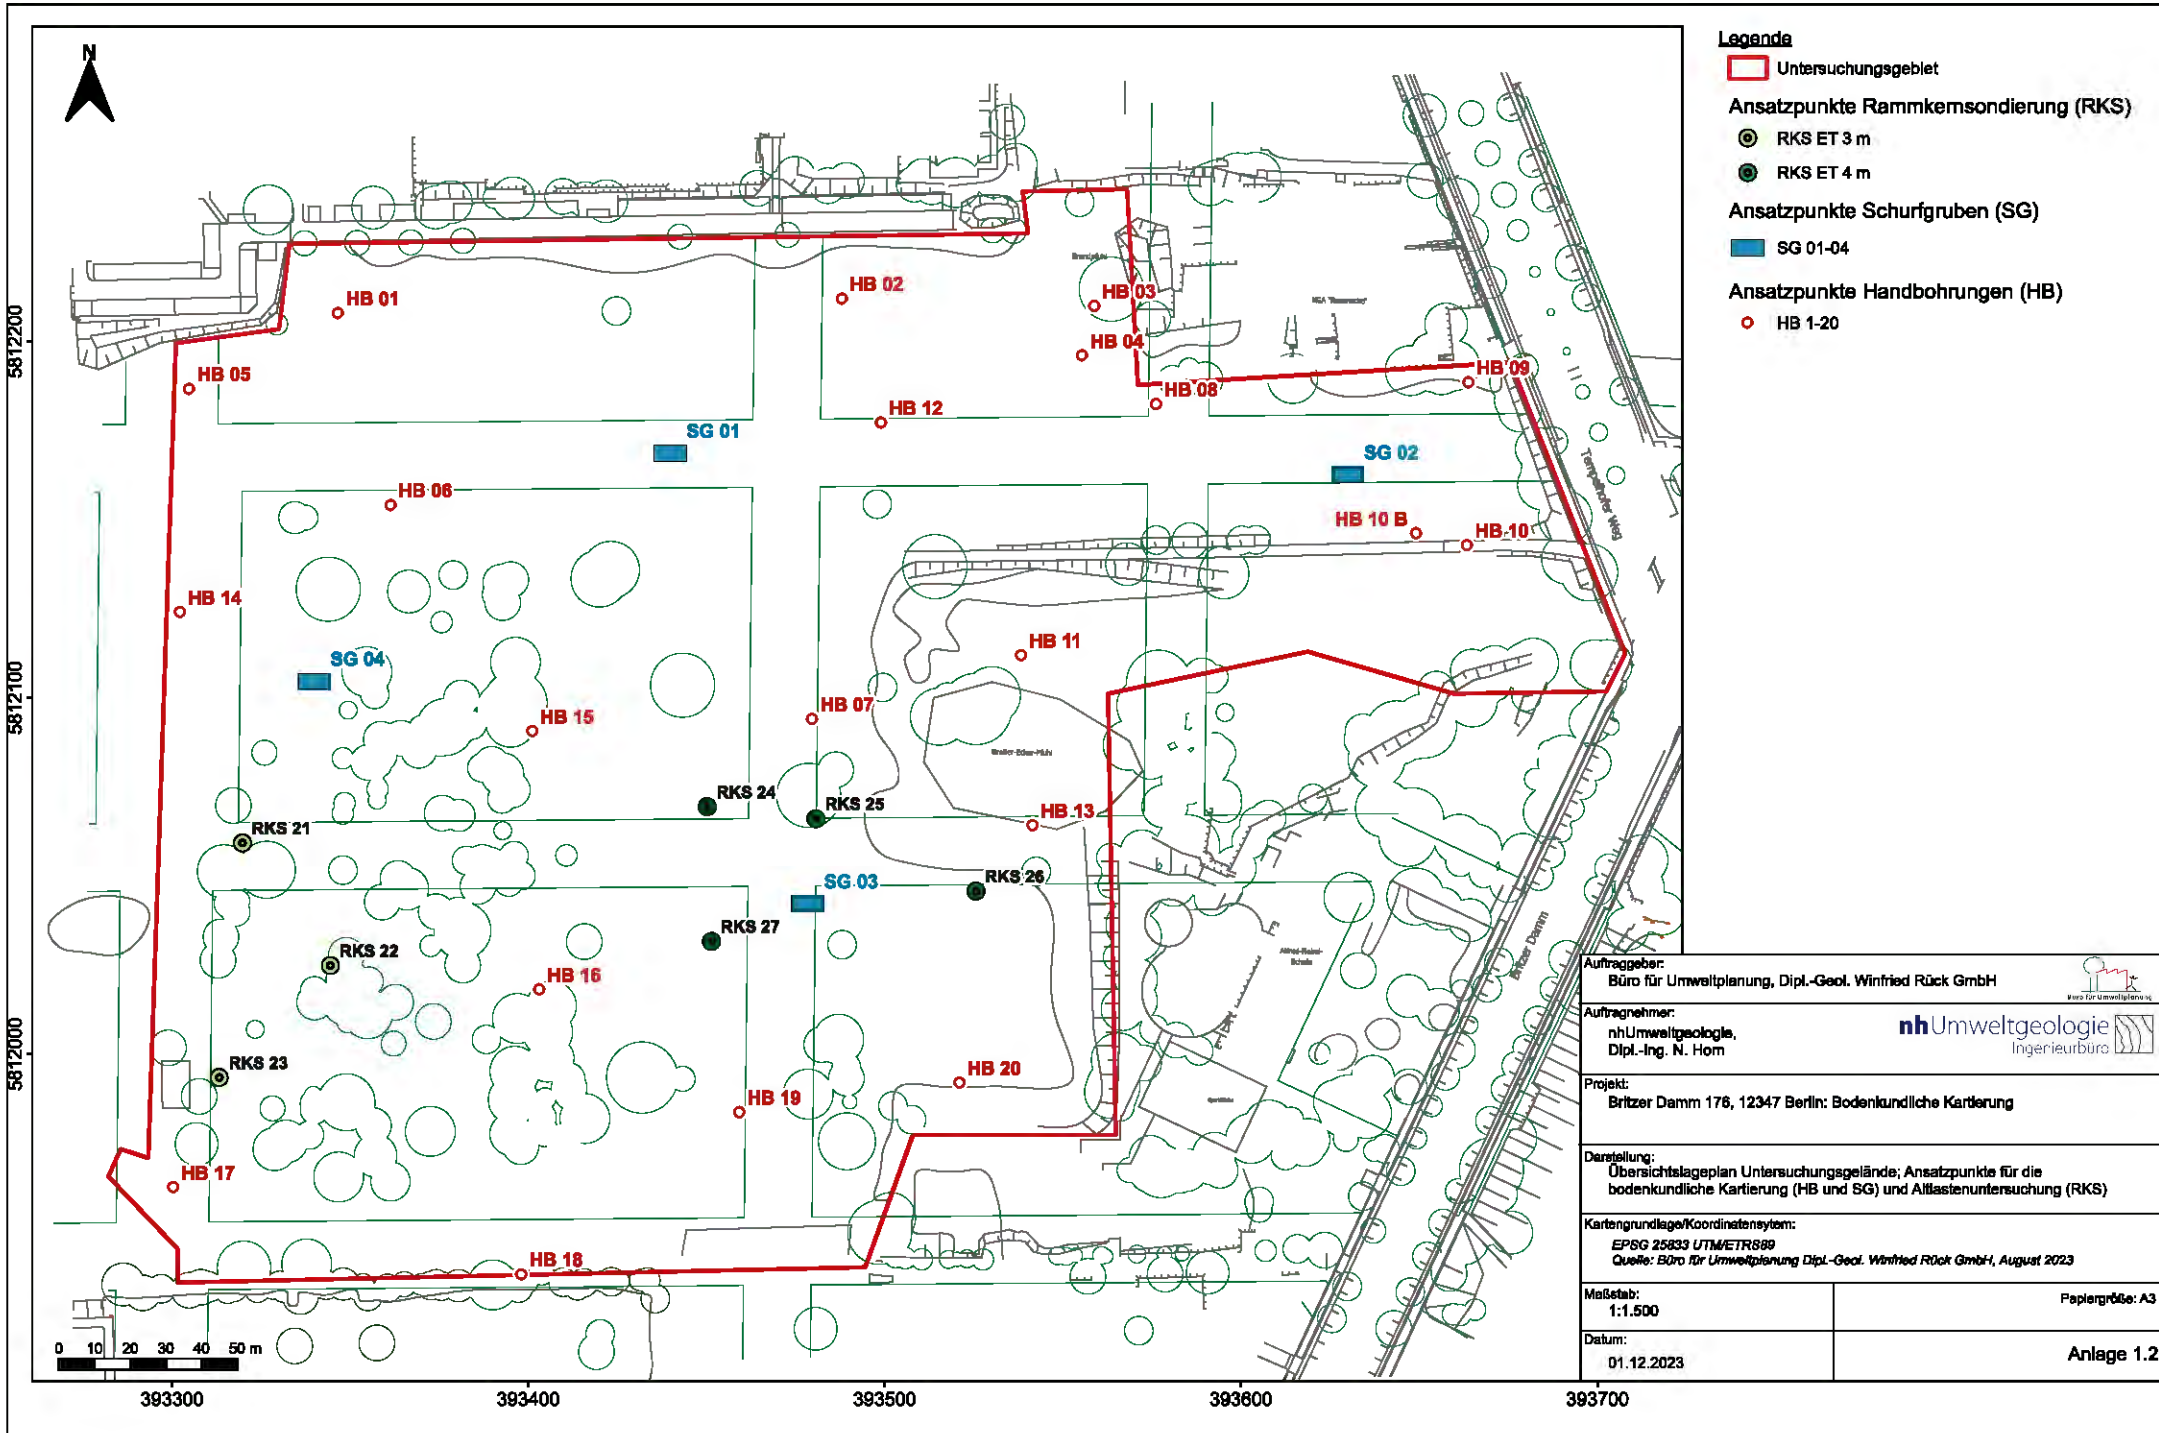 N
HB 01
HB 02
HB 03
HB 04
HB 05
HB 08
HB 09
HB 12
SG 01
SG 02
HB 06
HB 10 B
HB 10
Tempelhofer Weg
HB 14
HB 11
SG 04
HB 15
HB 07
RKS 24
RKS 25
HB 13
RKS 21
SG 03
RKS 26
RKS 27
RKS 22
HB 16
Britzer Damm
RKS 23
HB 20
HB 19
HB 17
HB 18
0 10 20 30 40 50 m
393300
393400
393500
393600
393700
5812200
5812100
5812000
Legende
Untersuchungsgebiet
Ansatzpunkte Rammkernsondierung (RKS)
RKS ET 3 m
RKS ET 4 m
Ansatzpunkte Schurfgruben (SG)
SG 01-04
Ansatzpunkte Handbohrungen (HB)
HB 1-20
Auftraggeber:
Büro für Umweltplanung, Dipl.-Geol. Winfried Rück GmbH
Büro für Umweltplanung
Auftragnehmer:
nhUmweltgeologie,
Dipl.-Ing. N. Horn
nhUmweltgeologie
Ingenieurbüro
Projekt:
Britzer Damm 176, 12347 Berlin: Bodenkundliche Kartierung
Darstellung:
Übersichtslageplan Untersuchungsgelände; Ansatzpunkte für die
bodenkundliche Kartierung (HB und SG) und Altlastenuntersuchung (RKS)
Kartengrundlage/Koordinatensytem:
EPSG 25833 UTM/ETRS89
Quelle: Büro für Umweltplanung Dipl.-Geol. Winfried Rück GmbH, August 2023
Maßstab:
1:1.500
Papiergröße: A3
Datum:
01.12.2023
Anlage 1.2